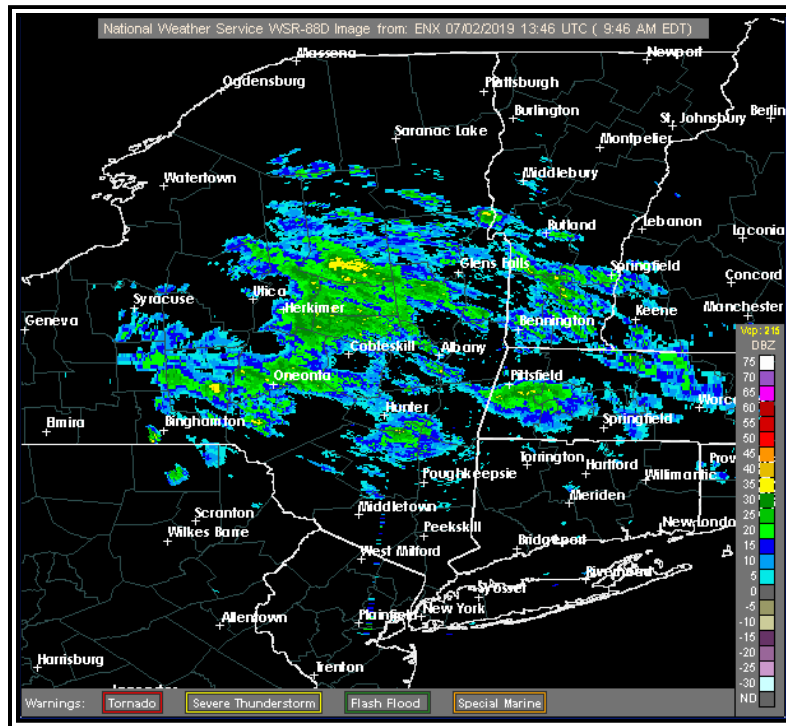 National Weather Service WSR-88D Image from: ENX 07/02/2019 13:46 UTC ( 9:46 AM EDT)
Massena
Newport
Ogdensburg
Plattsburgh
Burlington
St. Johnsbury
Berlin
Saranac Lake
Montpelier
Watertown
Middlebury
Rutland
Lebanon
Laconia
Glens Falls
Springfield
Concord
Utica
Syracuse
Herkimer
Geneva
Bennington
Keene
Manchester
Vcp: 215
DBZ
Cobleskill
Albany
75
70
Oneonta
Pittsfield
65
Worc
60
Elmira
Binghamton
Hunter
Springfield
55
50
Torrington
Hartford
Prov
45
Poughkeepsie
Willimantic
40
Scranton
Middletown
Meriden
35
30
Wilkes Barre
Peekskill
New London
25
20
West Milford
Bridgeport
15
Riverhead
10
Syosset
5
0
Allentown
Plainfield
New York
-5
-10
-15
Harrisburg
Trenton
-20
-25
-30
Warnings:
Tornado
Severe Thunderstorm
Flash Flood
Special Marine
ND